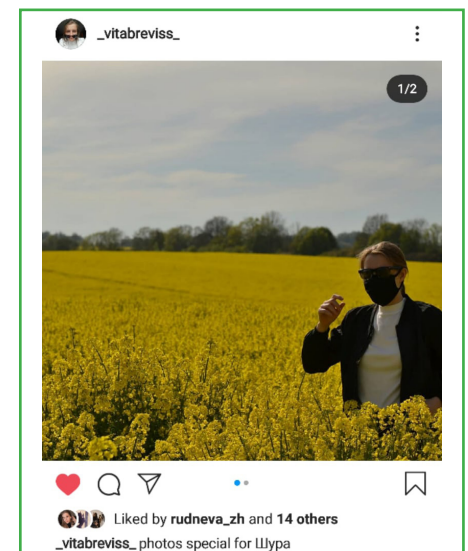 _vitabreviss_
1/2
Liked by rudneva_zh and 14 others
_vitabreviss_ photos special for Шура